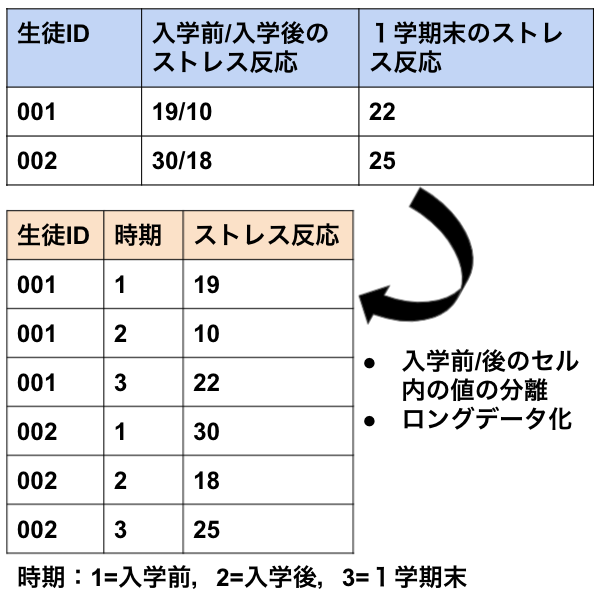 生徒ID 入学前/入学後の １学期末のストレ
ストレス反応 ス反応
001 19/10 22
002 30/18 25
生徒ID 時期 ストレス反応
001 1 19
001 2 10
001 3 22
002 1 30
002 2 18
002 3 25
● 入学前/後のセル
内の値の分離
● ロングデータ化
時期：1=入学前，2=入学後，3=１学期末